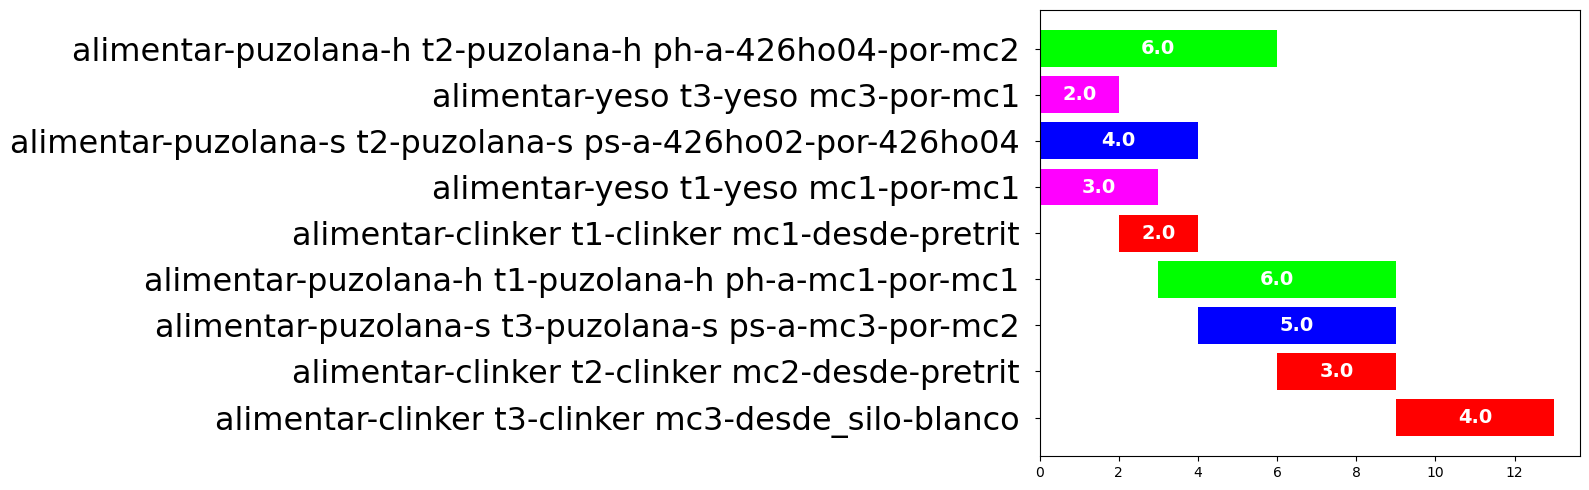 alimentar-puzolana-h t2-puzolana-h ph-a-426ho04-por-mc2 6.0
alimentar-yeso t3-yeso mc3-por-mc1 2.0
alimentar-puzolana-s t2-puzolana-s ps-a-426ho02-por-426ho04 4.0
alimentar-yeso t1-yeso mc1-por-mc1 3.0
alimentar-clinker t1-clinker mc1-desde-pretrit 2.0
alimentar-puzolana-h t1-puzolana-h ph-a-mc1-por-mc1 6.0
alimentar-puzolana-s t3-puzolana-s ps-a-mc3-por-mc2 5.0
alimentar-clinker t2-clinker mc2-desde-pretrit 3.0
alimentar-clinker t3-clinker mc3-desde_silo-blanco 4.0
0 2 4 6 8 10 12